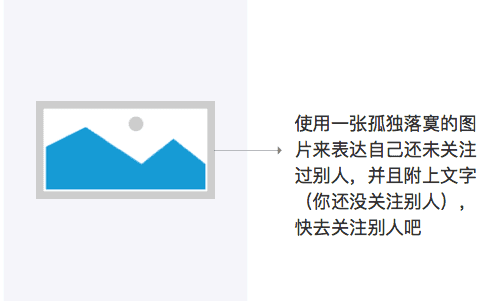 使用一张孤独落寞的图
片来表达自己还未关注
过别人，并且附上文字
（你还没关注别人），
快去关注别人吧